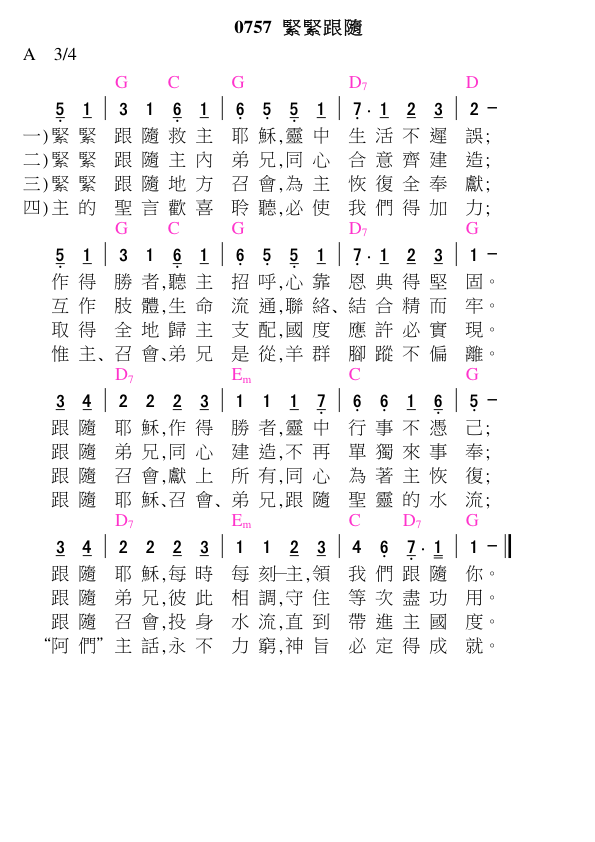 0757 緊緊跟隨
A 3/4
G C G D7 D
5 1 | 3 1 6 1 | 6 5 5 1 | 7 · 1 2 3 | 2 –
一)緊緊 跟隨救主 耶穌,靈中 生活不遲 誤;
二)緊緊 跟隨主內 弟兄,同心 合意齊建 造;
三)緊緊 跟隨地方 召會,為主 恢復全奉 獻;
四)主的 聖言歡喜 聆聽,必使 我們得加 力;
G C G D7 G
5 1 | 3 1 6 1 | 6 5 5 1 | 7 · 1 2 3 | 1 –
作得 勝者,聽主 招呼,心靠 恩典得堅 固。
互作 肢體,生命 流通,聯絡、結合精而 牢。
取得 全地歸主 支配,國度 應許必實 現。
惟主、召會、弟兄 是從,羊群 腳蹤不偏 離。
D7 Em C G
3 4 | 2 2 2 3 | 1 1 1 7 | 6 6 1 6 | 5 –
跟隨 耶穌,作得 勝者,靈中 行事不憑 己;
跟隨 弟兄,同心 建造,不再 單獨來事 奉;
跟隨 召會,獻上 所有,同心 為著主恢 復;
跟隨 耶穌、召會、弟兄,跟隨 聖靈的水 流;
D7 Em C D7 G
3 4 | 2 2 2 3 | 1 1 2 3 | 4 6 7 · 1 | 1 – ‖
跟隨 耶穌,每時 每刻─主,領 我們跟隨 你。
跟隨 弟兄,彼此 相調,守住 等次盡功 用。
跟隨 召會,投身 水流,直到 帶進主國 度。
“阿們” 主話,永不 力窮,神旨 必定得成 就。